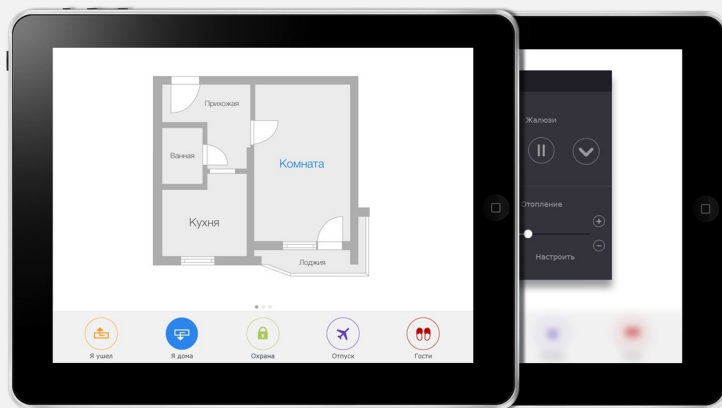 Прихожая
Ванная
Комната
Кухня
Лоджия
Я ушел
Я дома
Охрана
Отпуск
Гости
Жалюзи
Отопление
Настроить